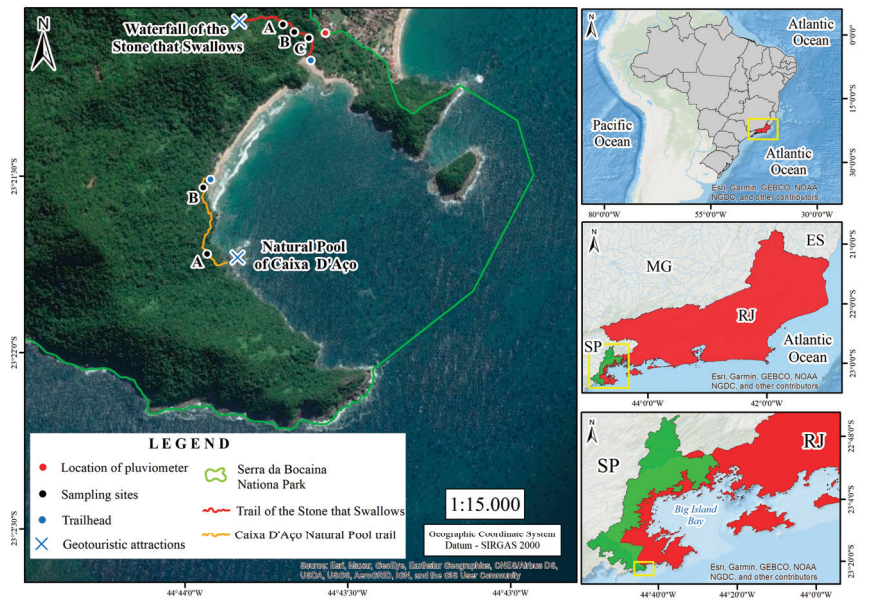 N
Waterfall of the
Stone that Swallows
A
B
C
B
A
Natural Pool
of Caixa D'Aço
23°21'30"S
23°22'0"S
23°22'30"S
44°44'0"W
44°43'30"W
44°43'0"W
LEGEND
Location of pluviometer
Sampling sites
Trailhead
Geotouristic attractions
Serra da Bocaina
Nationa Park
Trail of the Stone that Swallows
Caixa D'Aço Natural Pool trail
1:15.000
Geographic Coordinate System
Datum - SIRGAS 2000
Source: Esri, Maxar, GeoEye, Earthstar Geographics, CNES/Airbus DS,
USDA, USGS, AeroGRID, IGN, and the GIS User Community
N
Atlantic
Ocean
Pacific
Ocean
Atlantic
Ocean
Esri, Garmin, GEBCO, NOAA
NGDC, and other contributors
0°0'0"
15°0'0"S
30°0'0"S
80°0'0"W
55°0'0"W
30°0'0"W
N
ES
MG
RJ
SP
Atlantic
Ocean
Esri, Garmin, GEBCO, NOAA
NGDC, and other contributors
21°0'0"S
22°0'0"S
23°0'0"S
44°0'0"W
42°0'0"W
N
RJ
SP
Big Island
Bay
Esri, Garmin, GEBCO, NOAA
NGDC, and other contributors
22°48'0"S
23°4'0"S
23°20'0"S
44°40'0"W
44°20'0"W
44°0'0"W